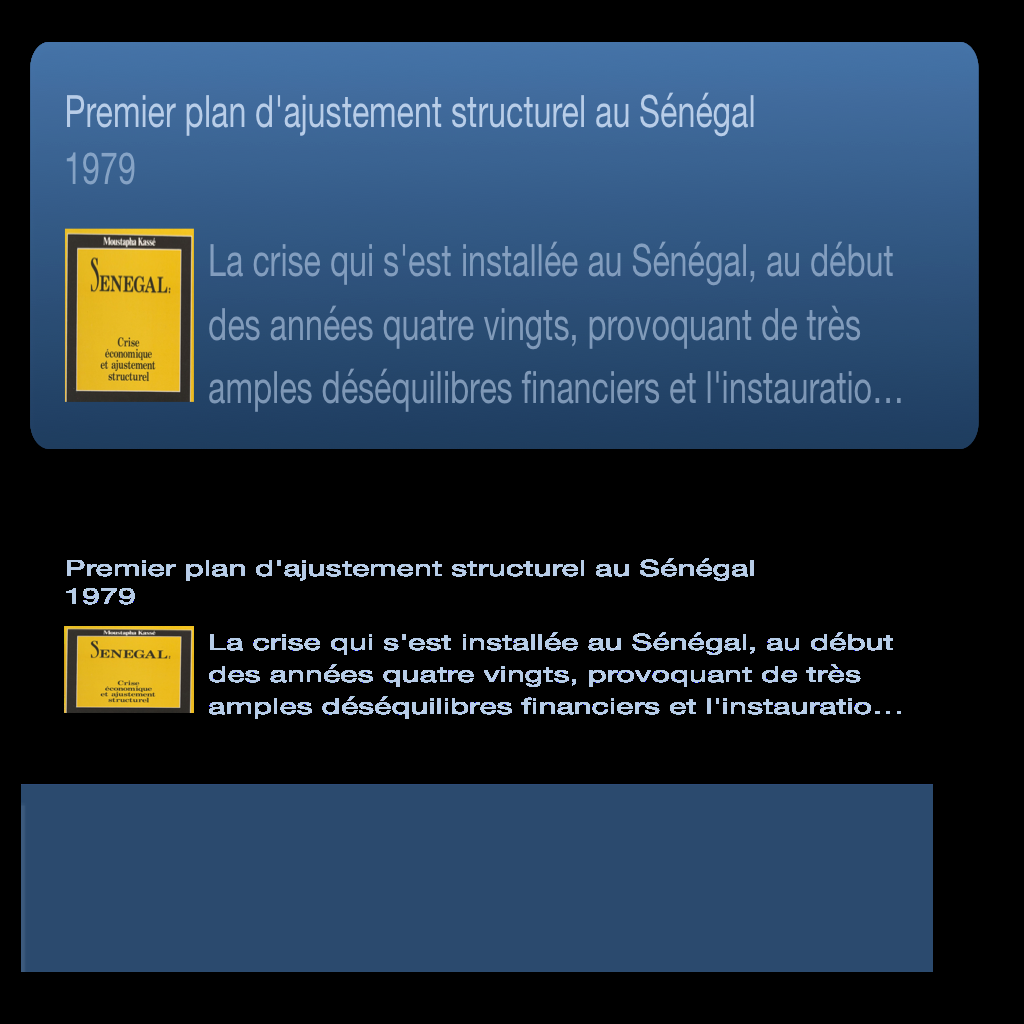 Premier plan d'ajustement structurel au Sénégal
1979
Moustapha Kassé
SENEGAL:
Crise
économique
et ajustement
structurel
La crise qui s'est installée au Sénégal, au début
des années quatre vingts, provoquant de très
amples déséquilibres financiers et l'instauratio...
Premier plan d'ajustement structurel au Sénégal
1979
Moustapha Kassé
SENEGAL:
Crise
économique
et ajustement
structurel
La crise qui s'est installée au Sénégal, au début
des années quatre vingts, provoquant de très
amples déséquilibres financiers et l'instauratio...